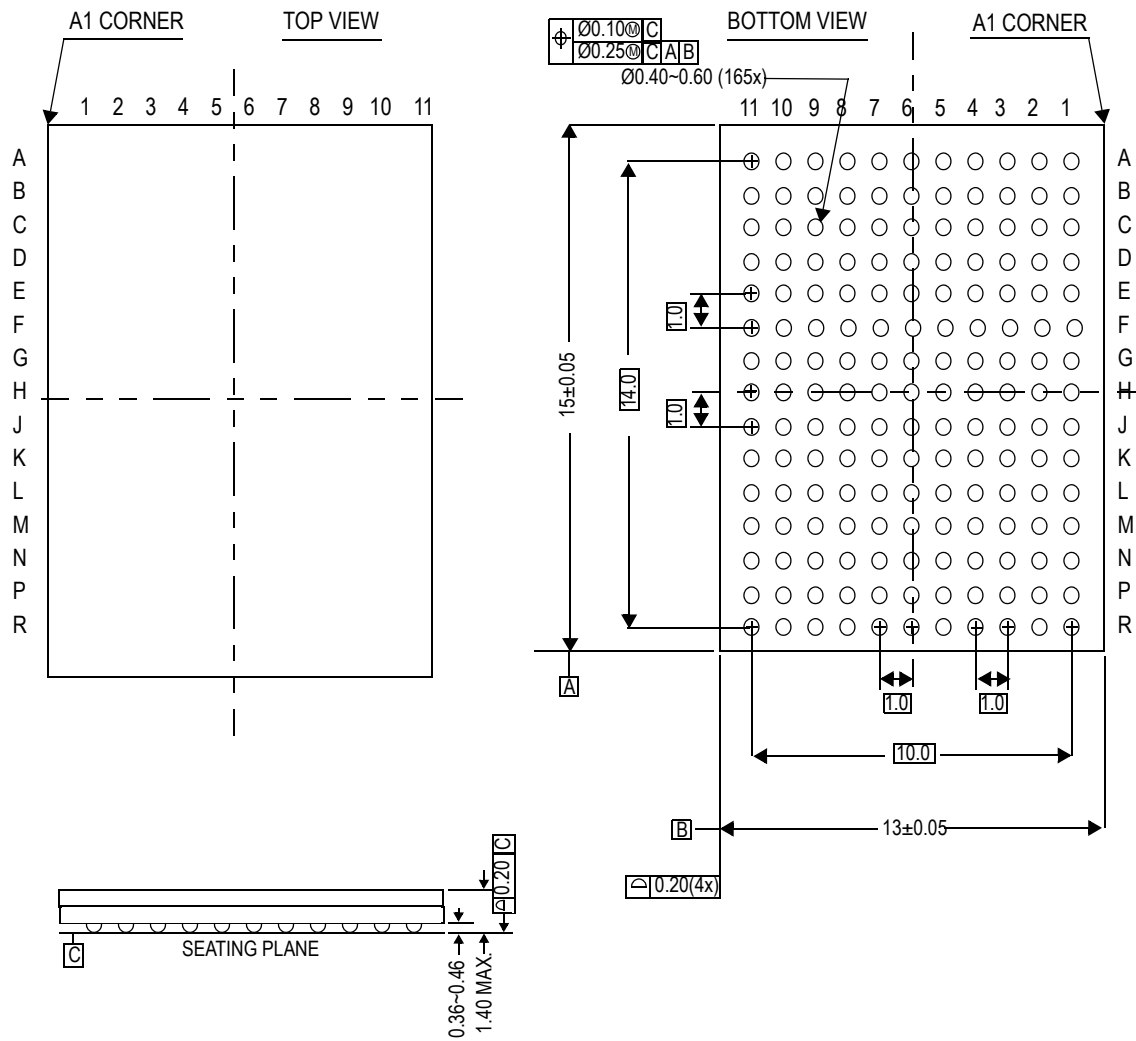 A1 CORNER
TOP VIEW
1 2 3 4 5 6 7 8 9 10 11
A
B
C
D
E
F
G
H
J
K
L
M
N
P
R
Ø0.10Ⓜ C
Ø0.25Ⓜ C A B
Ø0.40~0.60 (165x)
BOTTOM VIEW
A1 CORNER
11 10 9 8 7 6 5 4 3 2 1
A
B
C
D
E
F
G
H
J
K
L
M
N
P
R
15±0.05
14.0
1.0
1.0
A
1.0
1.0
10.0
B
13±0.05
0.20(4x)
0.20 C
C
SEATING PLANE
0.36~0.46
1.40 MAX.